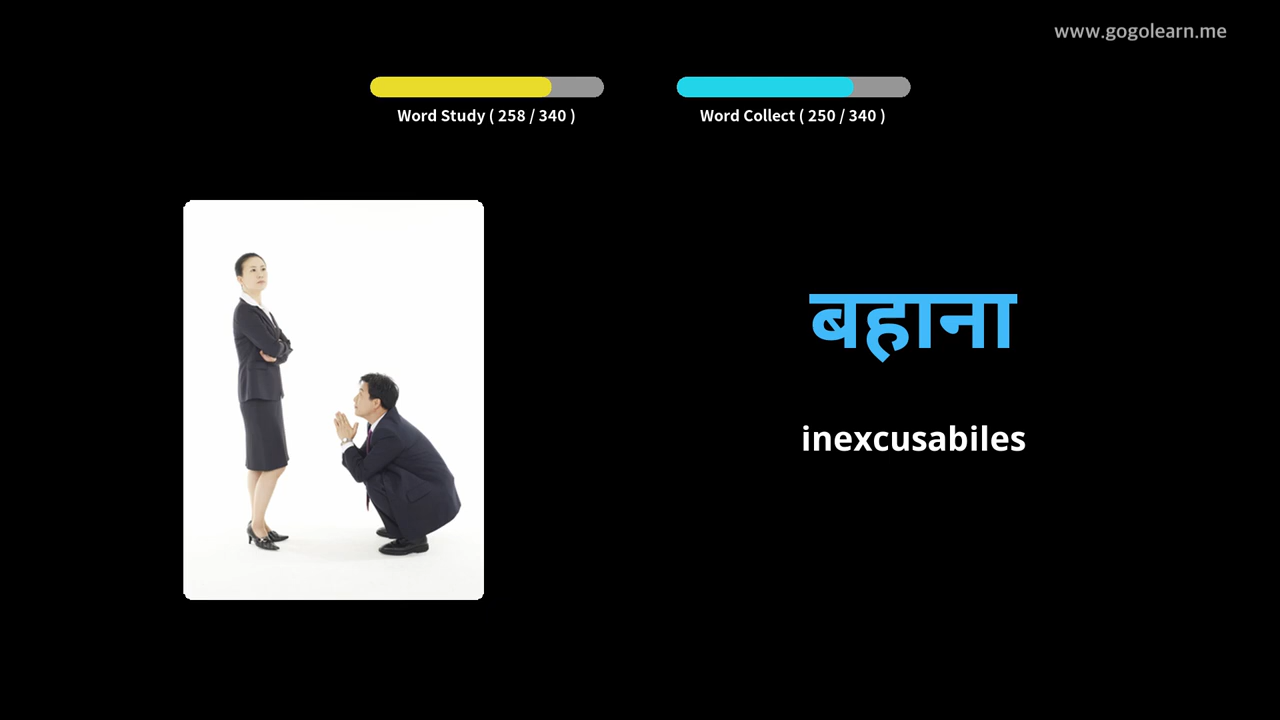 www.gogolearn.me
Word Study ( 258 / 340 )
Word Collect ( 250 / 340 )
बहाना
inexcusabiles